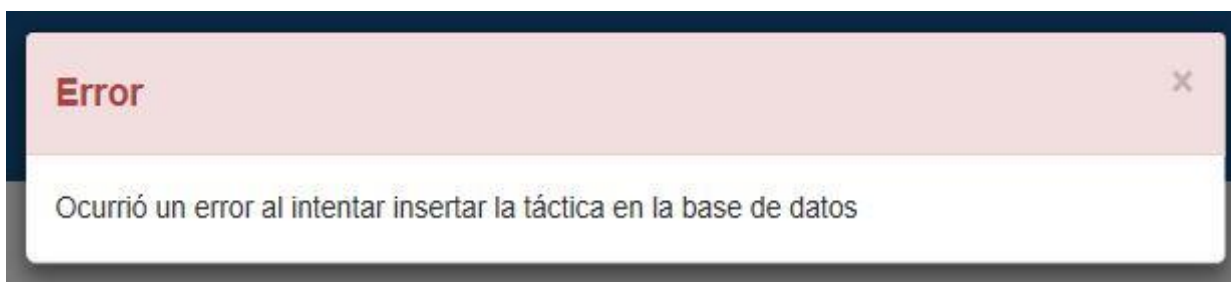 Error
×
Ocurrió un error al intentar insertar la táctica en la base de datos